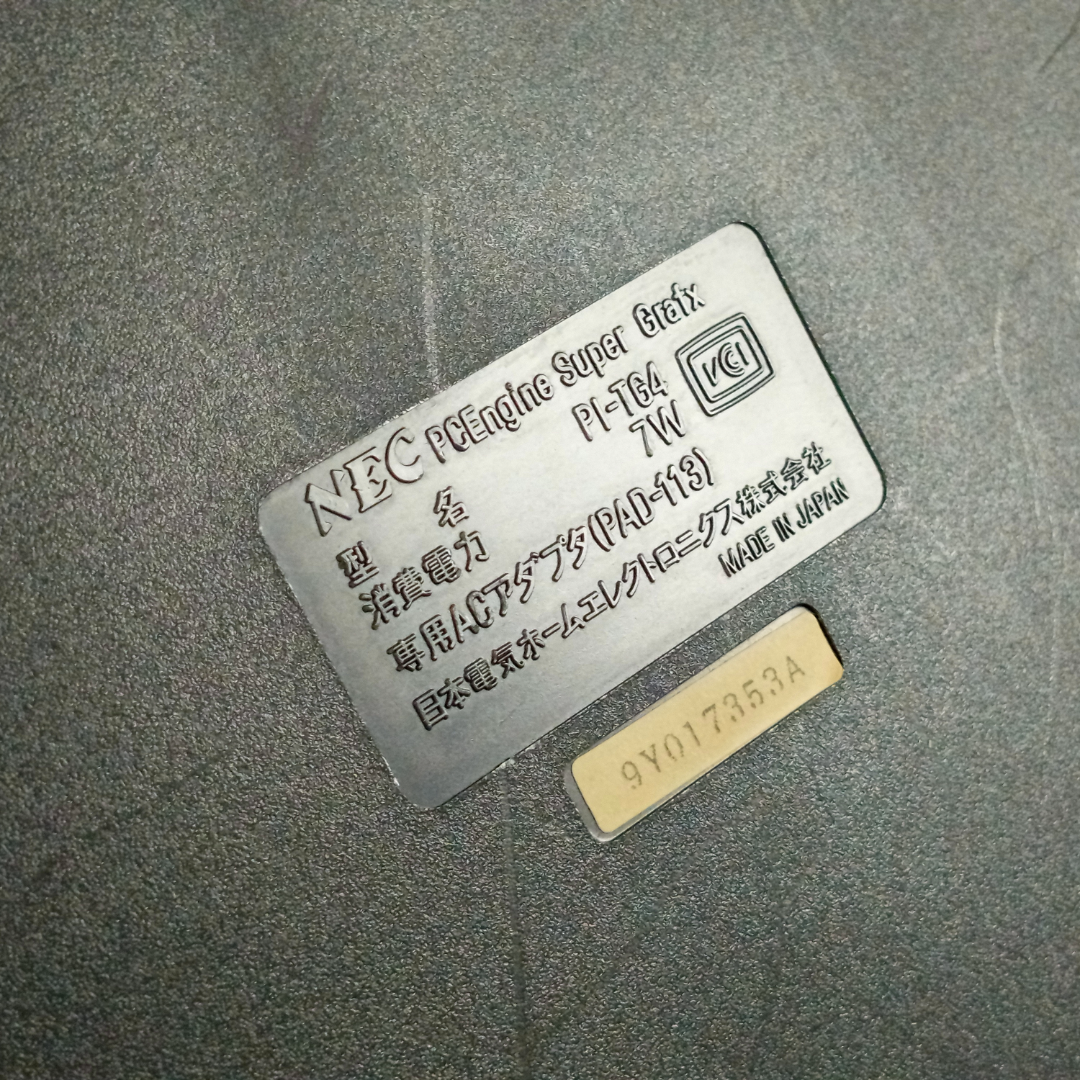 NEC PCEngine Super Grafx
型名 PI-TG4
消費電力 7W
VCI
専用ACアダプタ(PAD-113)
日本電気ホームエレクトロニクス株式会社
MADE IN JAPAN
9Y017353A